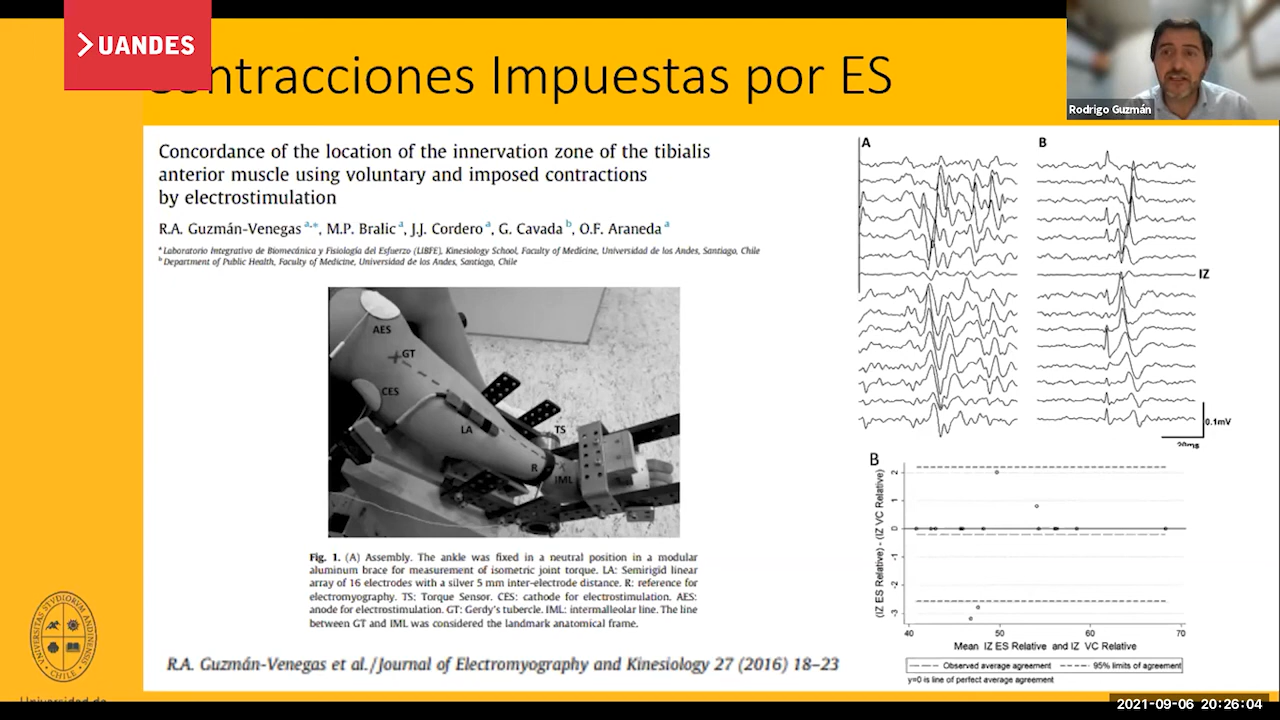 UANDES
ntracciones Impuestas por ES
Rodrigo Guzmán
Concordance of the location of the innervation zone of the tibialis
anterior muscle using voluntary and imposed contractions
by electrostimulation
R.A. Guzmán-Venegas a,*, M.P. Bralic a, J.J. Cordero a, G. Cavada b, O.F. Araneda a
a Laboratorio Integrativo de Biomecánica y Fisiología del Esfuerzo (LIBFE), Kinesiology School, Faculty of Medicine, Universidad de los Andes, Santiago, Chile
b Department of Public Health, Faculty of Medicine, Universidad de los Andes, Santiago, Chile
AES
GT
CES
LA
TS
R
IML
Fig. 1. (A) Assembly. The ankle was fixed in a neutral position in a modular
aluminum brace for measurement of isometric joint torque. LA: Semirigid linear
array of 16 electrodes with a silver 5 mm inter-electrode distance. R: reference for
electromyography. TS: Torque Sensor. CES: cathode for electrostimulation. AES:
anode for electrostimulation. GT: Gerdy's tubercle. IML: intermalleolar line. The line
between GT and IML was considered the landmark anatomical frame.
R.A. Guzmán-Venegas et al. / Journal of Electromyography and Kinesiology 27 (2016) 18–23
A
B
IZ
0.1mV
20ms
B
(IZ ES Relative) - (IZ VC Relative)
2
1
0
-1
-2
-3
40 50 60 70
Mean IZ ES Relative and IZ VC Relative
Observed average agreement 95% limits of agreement
y=0 is line of perfect average agreement
UNIVERSITAS STUDIORUM ANDINENSIS
CHILE
Universidad de
2021-09-06 20:26:04